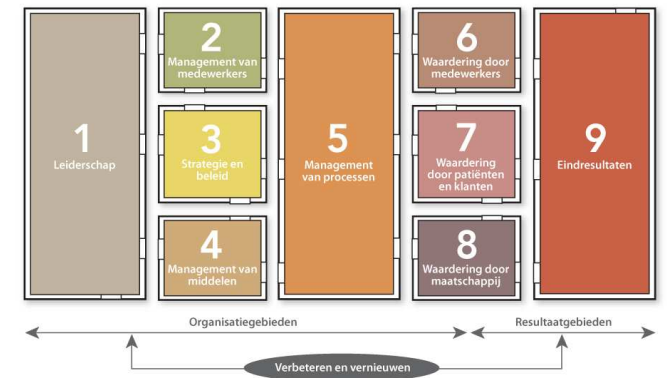 1
Leiderschap
2
Management van
medewerkers
3
Strategie en
beleid
4
Management van
middelen
5
Management
van processen
6
Waardering door
medewerkers
7
Waardering
door patiënten
en klanten
8
Waardering door
maatschappij
9
Eindresultaten
Organisatiegebieden
Resultaatgebieden
Verbeteren en vernieuwen